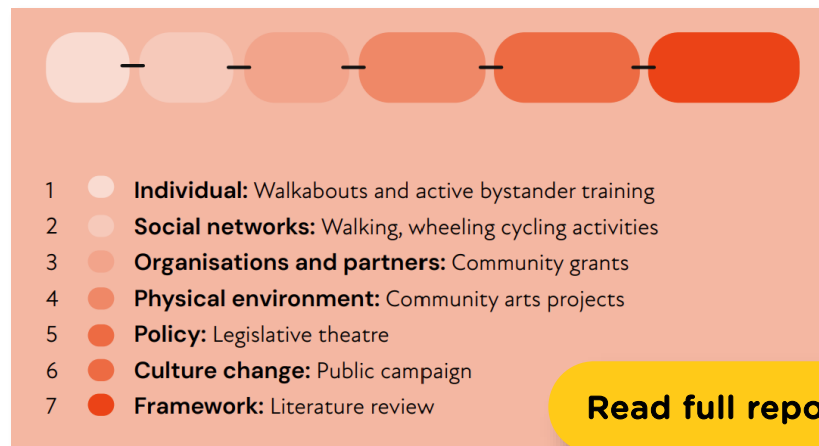 1 Individual: Walkabouts and active bystander training
2 Social networks: Walking, wheeling cycling activities
3 Organisations and partners: Community grants
4 Physical environment: Community arts projects
5 Policy: Legislative theatre
6 Culture change: Public campaign
7 Framework: Literature review
Read full repo